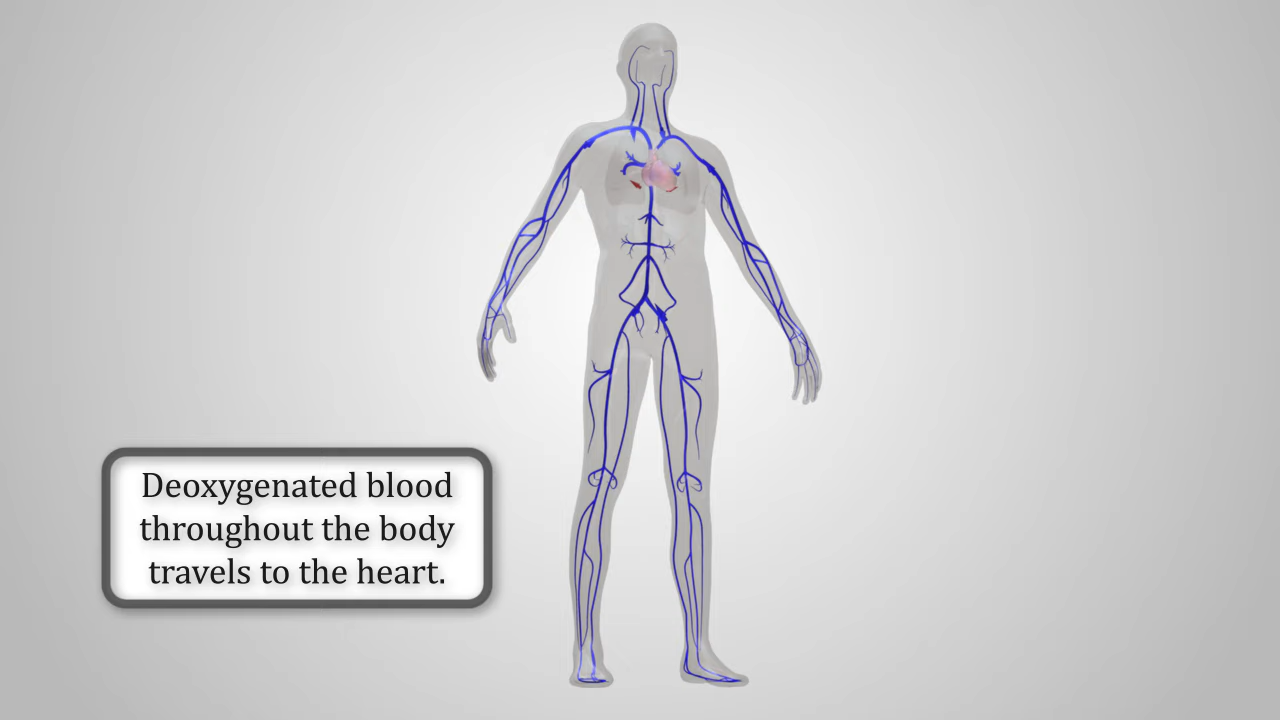 Deoxygenated blood
throughout the body
travels to the heart.